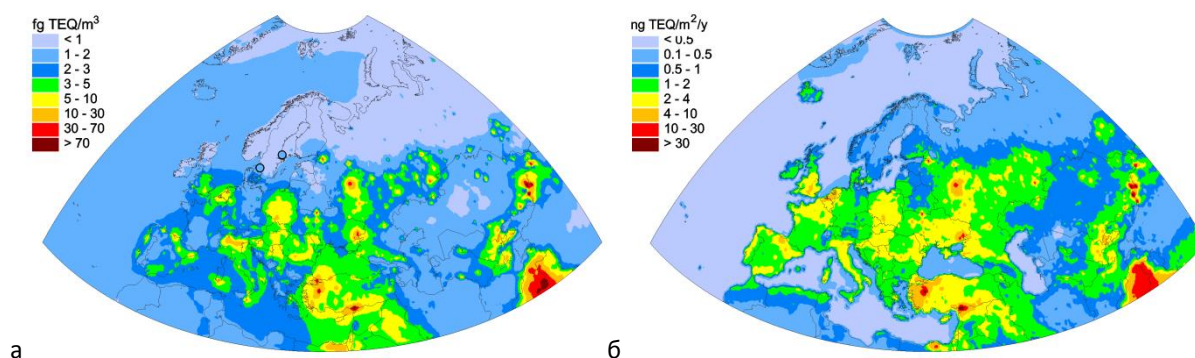 fg TEQ/m³
< 1
1 - 2
2 - 3
3 - 5
5 - 10
10 - 30
30 - 70
> 70
а
ng TEQ/m²/y
< 0.5
0.1 - 0.5
0.5 - 1
1 - 2
2 - 4
4 - 10
10 - 30
> 30
б